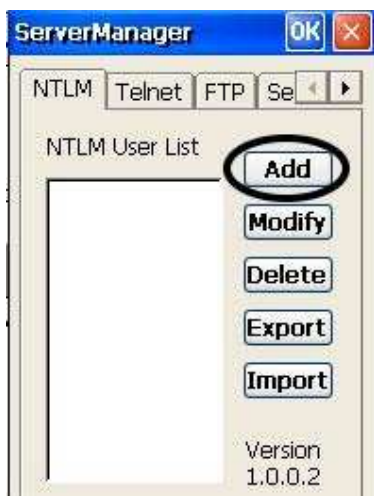 ServerManager OK
NTLM Telnet FTP Se
NTLM User List
Add
Modify
Delete
Export
Import
Version
1.0.0.2